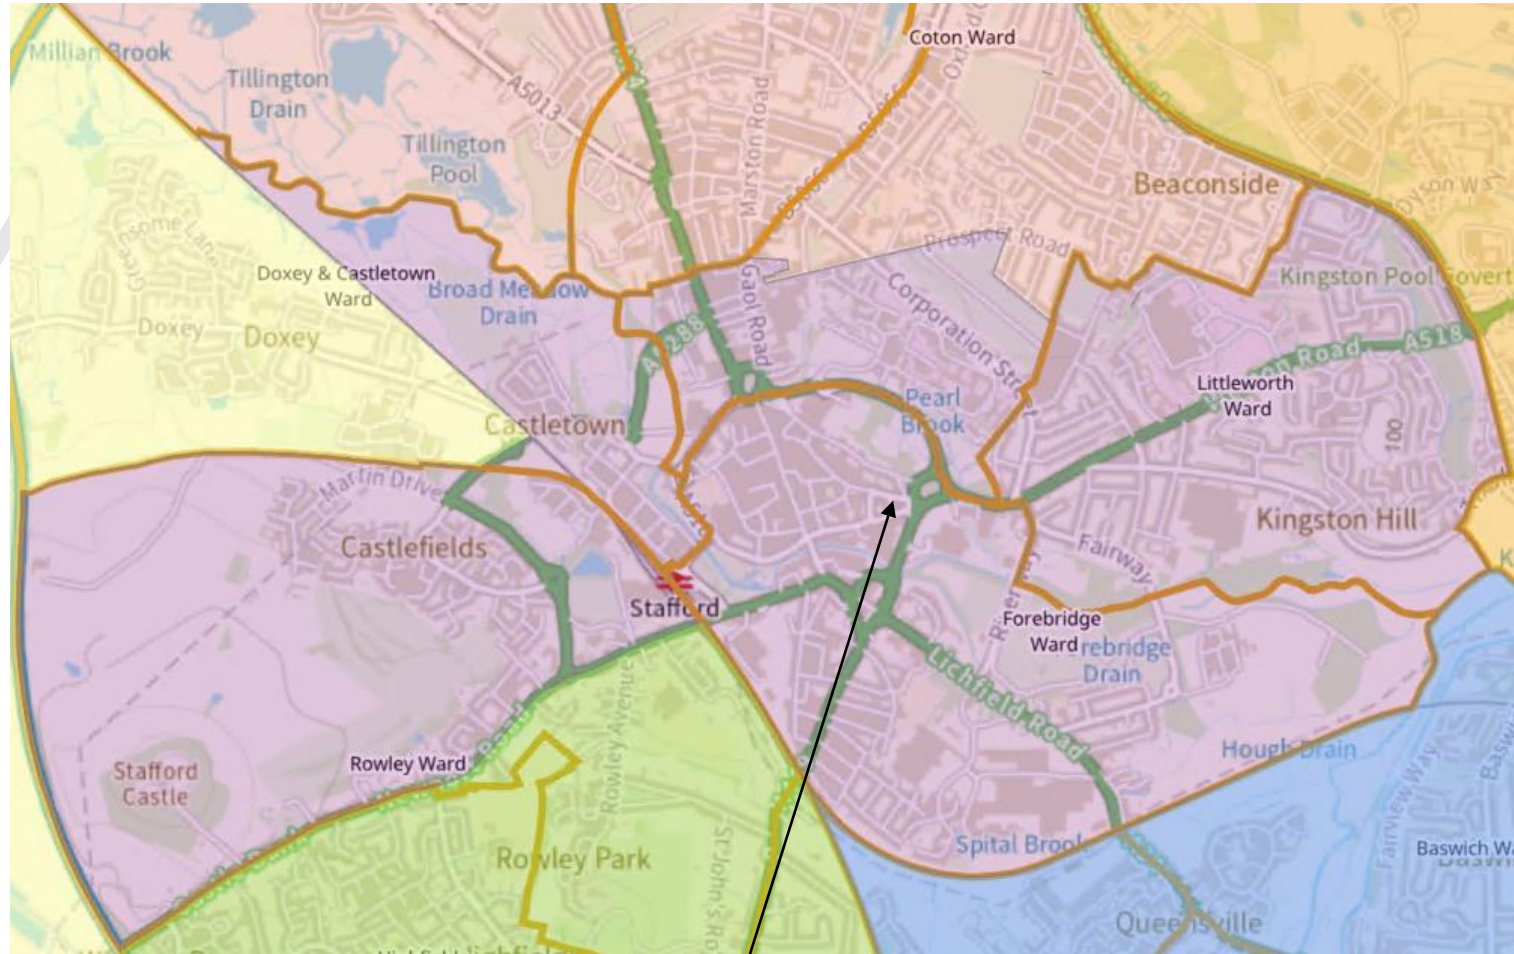 Coton Ward
Millian Brook
Tillington
Drain
A5013
Marston Road
Tillington
Pool
Beaconside
Prospect Road
Doxey & Castletown
Ward
Broad Meadow
Drain
Gaol Road
Corporation Street
Kingston Pool
Doxey
Doxey
A518
Littleworth
Ward
Pearl
Brook
Castletown
100
Martin Drive
Castlefields
Kingston Hill
Fairway
Stafford
Forebridge
Ward
Drain
Lichfield Road
Rowley Avenue
Hough Drain
Rowley Ward
Road
Stafford
Castle
Fairview Way
Spital Brook
Rowley Park
St John's
Baswich
Queensville